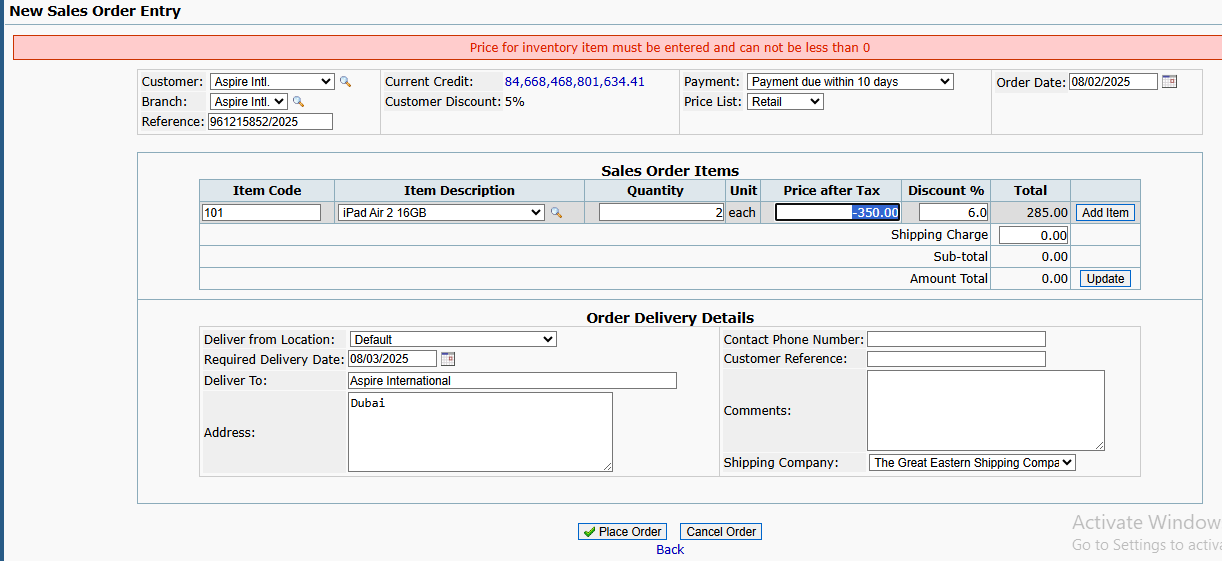 New Sales Order Entry
Price for inventory item must be entered and can not be less than 0
Customer: Aspire Intl. Current Credit: 84,668,468,801,634.41 Payment: Payment due within 10 days Order Date: 08/02/2025
Branch: Aspire Intl. Customer Discount: 5% Price List: Retail
Reference: 961215852/2025
Sales Order Items
Item Code Item Description Quantity Unit Price after Tax Discount % Total
101 iPad Air 2 16GB 2 each -350.00 6.0 285.00 Add Item
Shipping Charge 0.00
Sub-total 0.00
Amount Total 0.00 Update
Order Delivery Details
Deliver from Location: Default Contact Phone Number:
Required Delivery Date: 08/03/2025 Customer Reference:
Deliver To: Aspire International
Address: Dubai Comments:
Shipping Company: The Great Eastern Shipping Compa
Place Order Cancel Order
Back
Activate Window
Go to Settings to activa